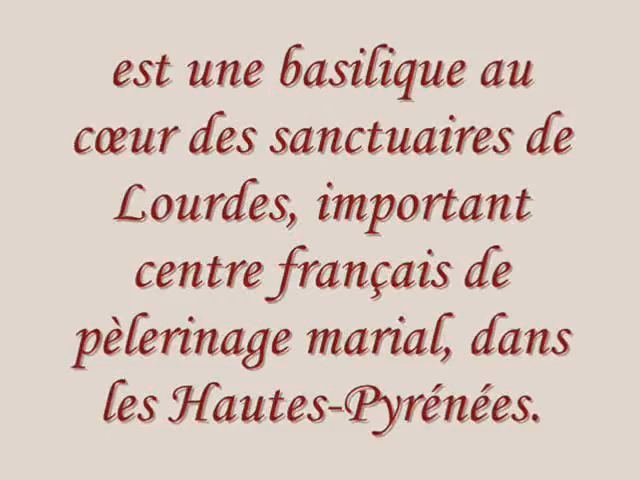 est une basilique au
cœur des sanctuaires de
Lourdes, important
centre français de
pèlerinage marial, dans
les Hautes-Pyrénées.